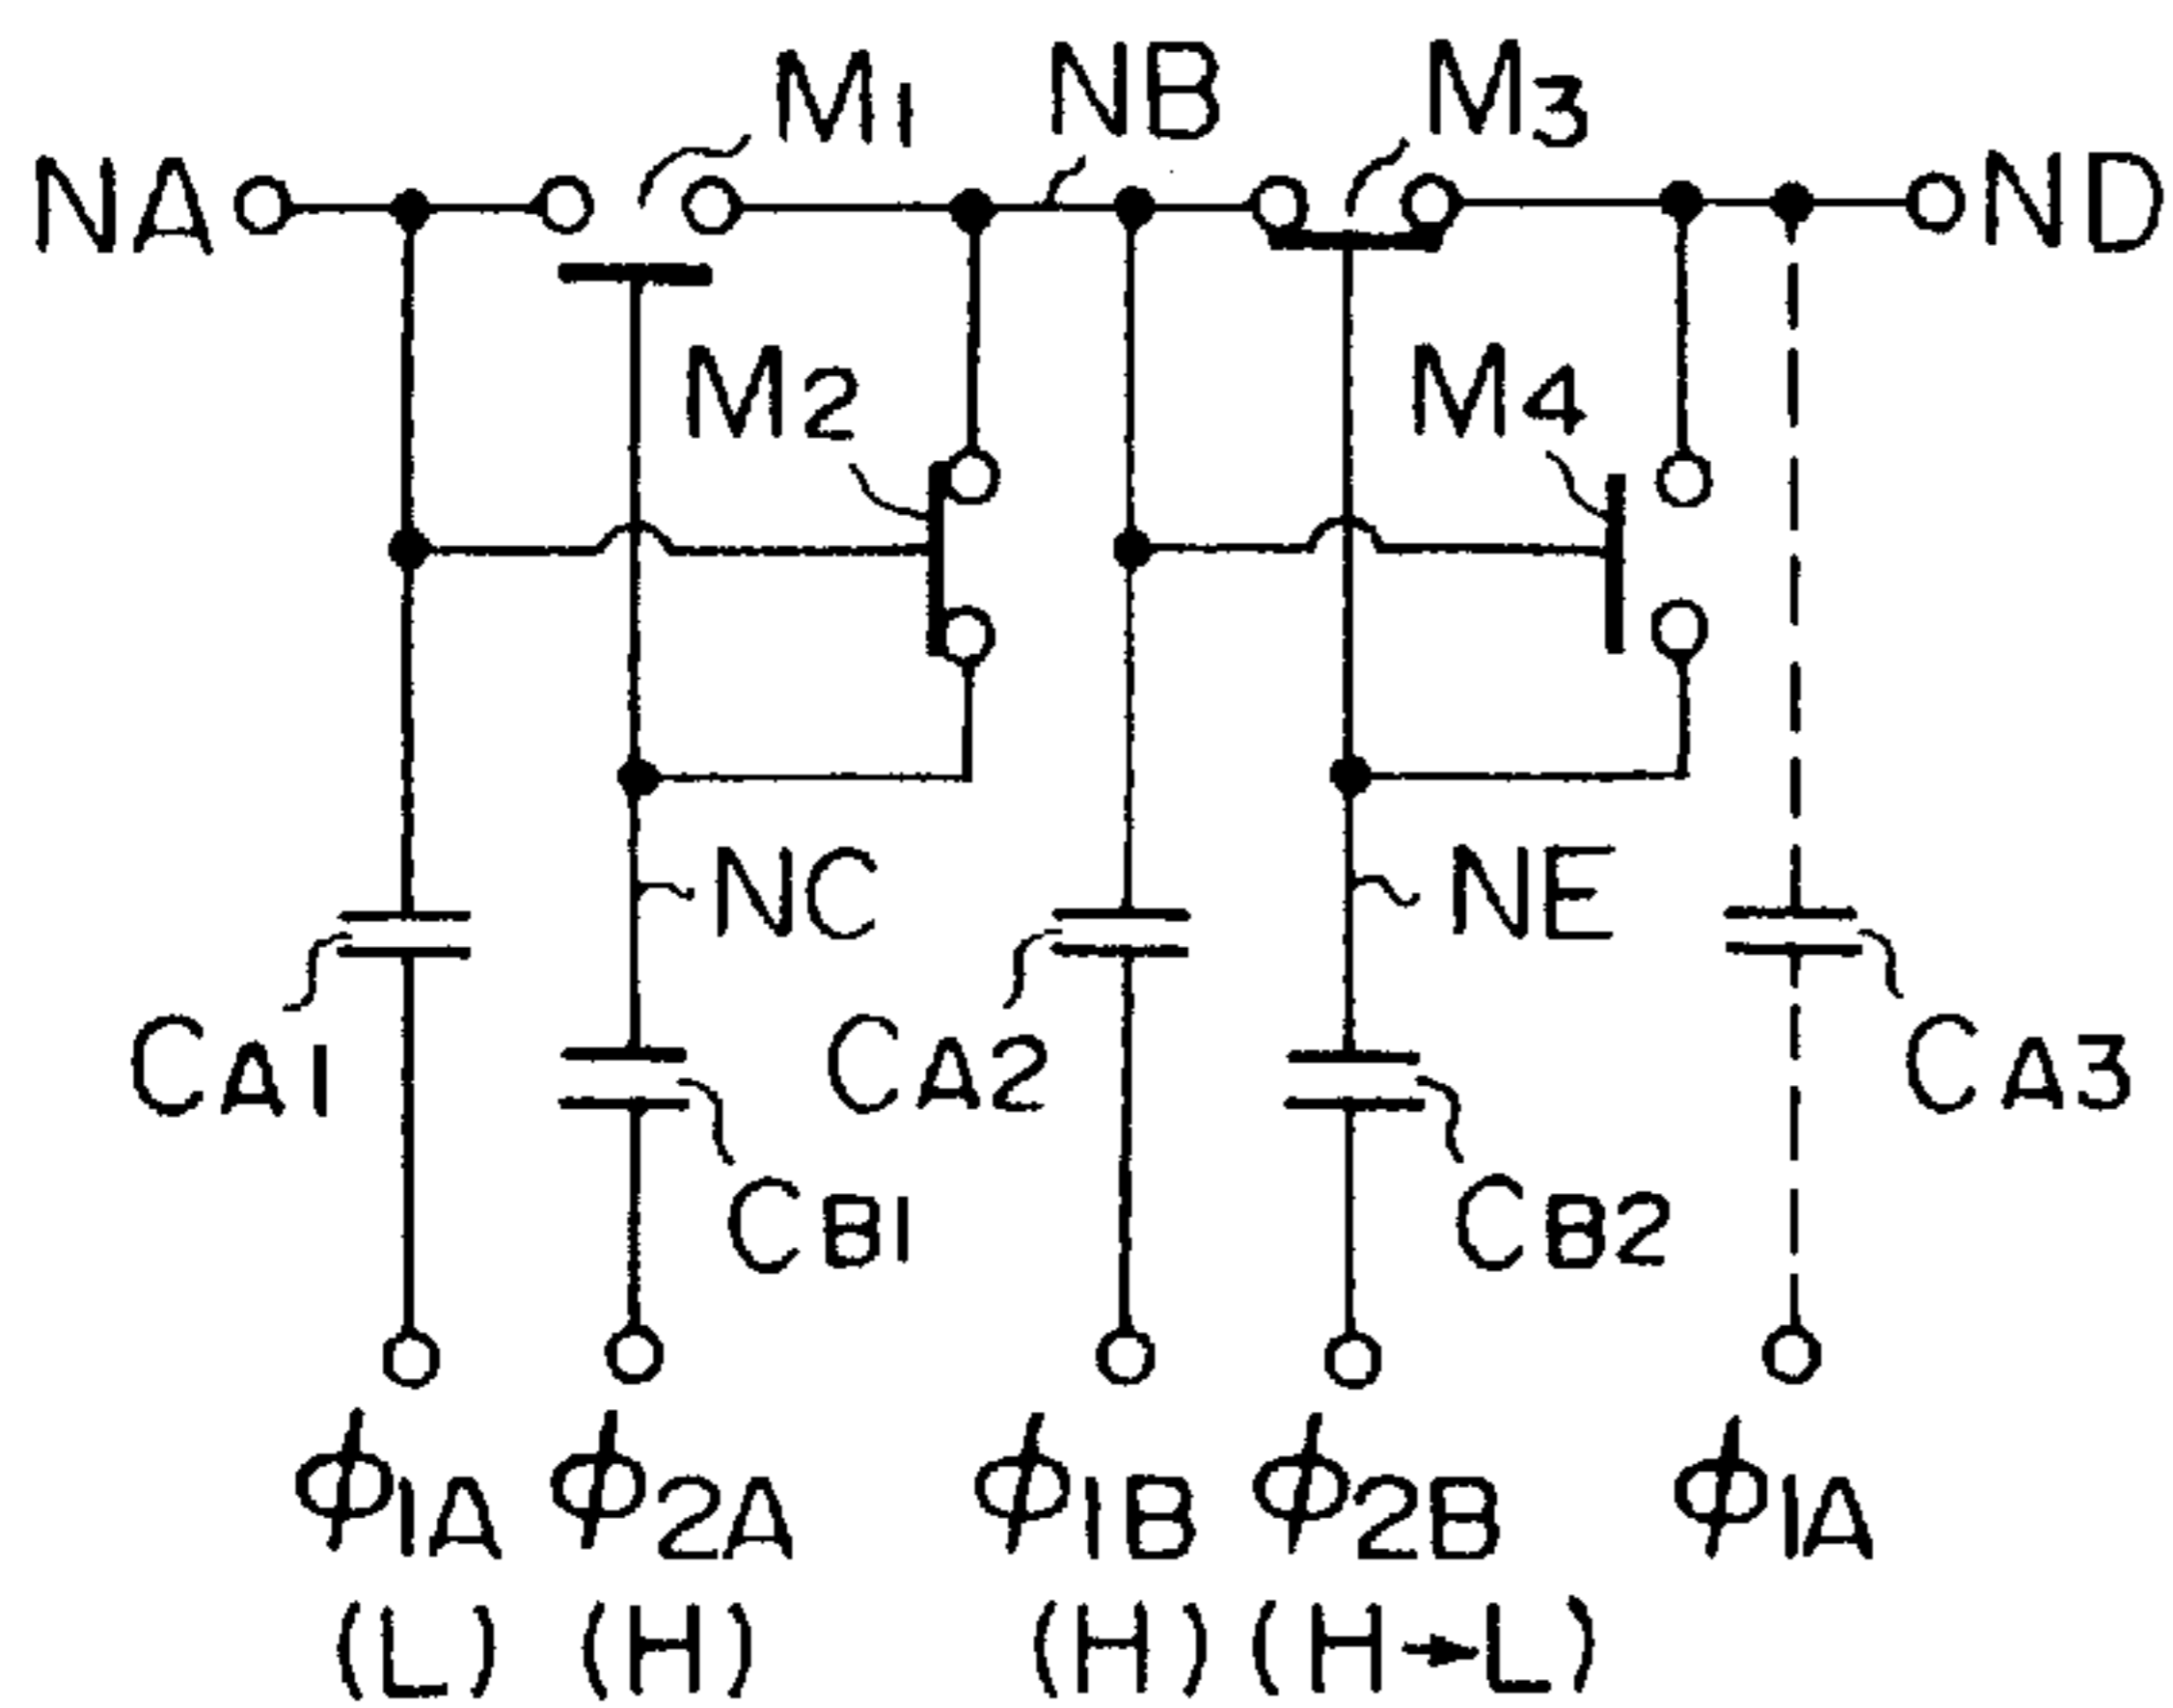 M1 NB M3
NA ND
M2 M4
NC NE
CA1 CA2 CA3
CB1 CB2
ϕ1A ϕ2A ϕ1B ϕ2B ϕ1A
(L) (H) (H) (H→L)